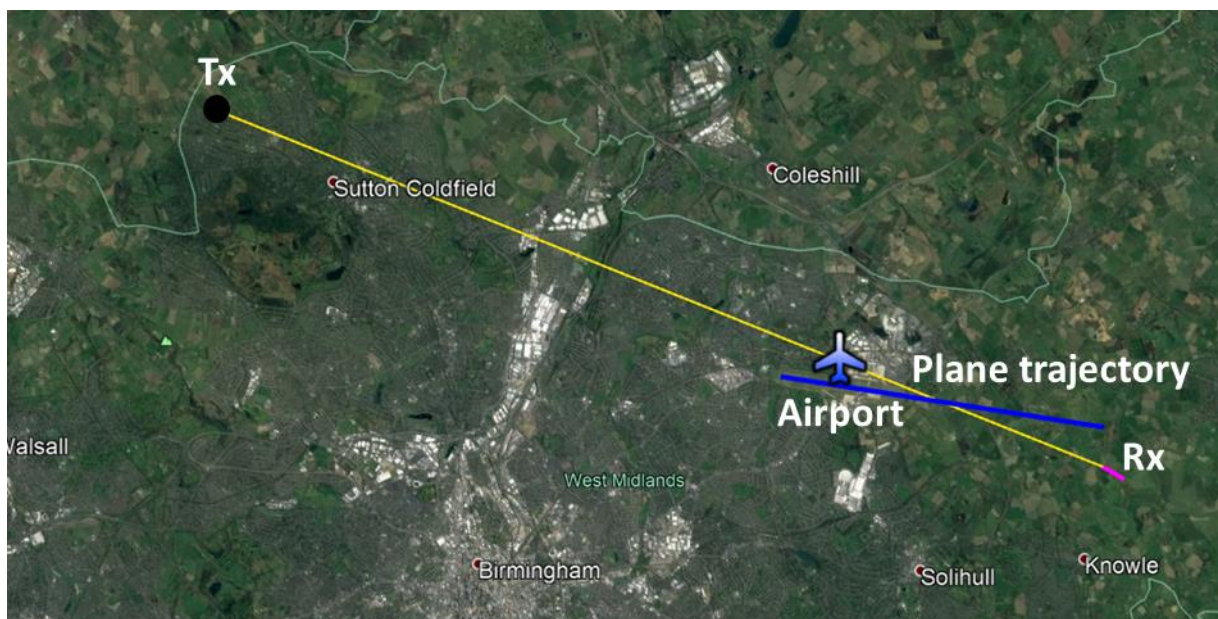 Tx
Sutton Coldfield
Coleshill
Plane trajectory
Airport
Rx
Walsall
West Midlands
Birmingham
Solihull
Knowle